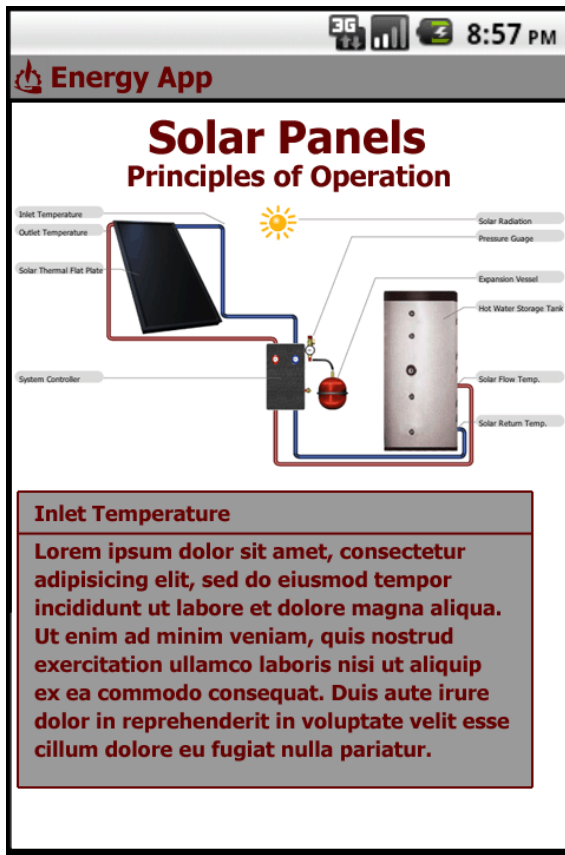 3G 8:57 PM
Energy App
Solar Panels
Principles of Operation
Inlet Temperature
Outlet Temperature
Solar Thermal Flat Plate
System Controller
Solar Radiation
Pressure Guage
Expansion Vessel
Hot Water Storage Tank
Solar Flow Temp.
Solar Return Temp.
Inlet Temperature
Lorem ipsum dolor sit amet, consectetur
adipisicing elit, sed do eiusmod tempor
incididunt ut labore et dolore magna aliqua.
Ut enim ad minim veniam, quis nostrud
exercitation ullamco laboris nisi ut aliquip
ex ea commodo consequat. Duis aute irure
dolor in reprehenderit in voluptate velit esse
cillum dolore eu fugiat nulla pariatur.